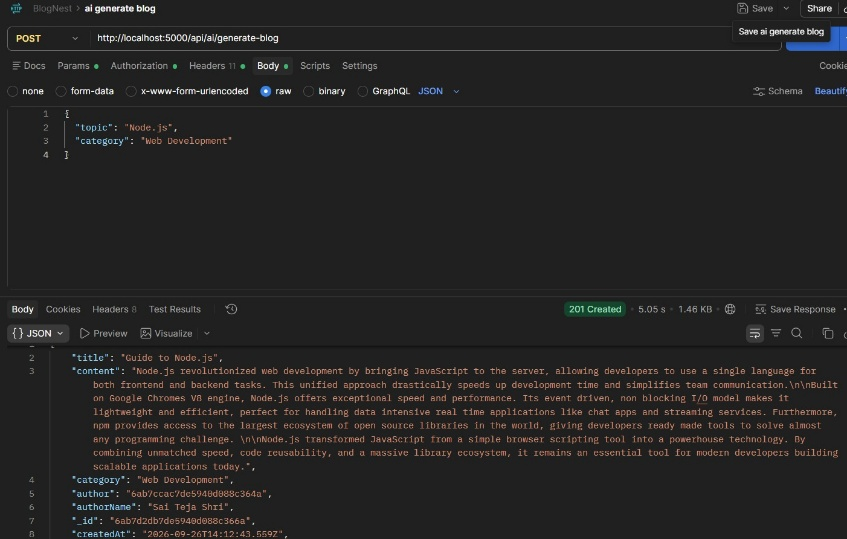 BlogNest > ai generate blog
Save
Share
POST
http://localhost:5000/api/ai/generate-blog
Save ai generate blog
Docs Params Authorization Headers 11 Body Scripts Settings
Cookie
none form-data x-www-form-urlencoded raw binary GraphQL JSON
Schema Beautif
1 {
2 "topic": "Node.js",
3 "category": "Web Development"
4 }
Body Cookies Headers 8 Test Results
201 Created • 5.05 s • 1.46 KB •
Save Response
{ } JSON Preview Visualize
2 "title": "Guide to Node.js",
3 "content": "Node.js revolutionized web development by bringing JavaScript to the server, allowing developers to use a single language for
both frontend and backend tasks. This unified approach drastically speeds up development time and simplifies team communication.\n\nBuilt
on Google Chromes V8 engine, Node.js offers exceptional speed and performance. Its event driven, non blocking I/O model makes it
lightweight and efficient, perfect for handling data intensive real time applications like chat apps and streaming services. Furthermore,
npm provides access to the largest ecosystem of open source libraries in the world, giving developers ready made tools to solve almost
any programming challenge. \n\nNode.js transformed JavaScript from a simple browser scripting tool into a powerhouse technology. By
combining unmatched speed, code reusability, and a massive library ecosystem, it remains an essential tool for modern developers building
scalable applications today.",
4 "category": "Web Development",
5 "author": "6ab7ccac7de5940d088c364a",
6 "authorName": "Sai Teja Shri",
7 "_id": "6ab7d2db7de5940d088c366a",
8 "createdAt": "2026-09-26T14:12:43.559Z",